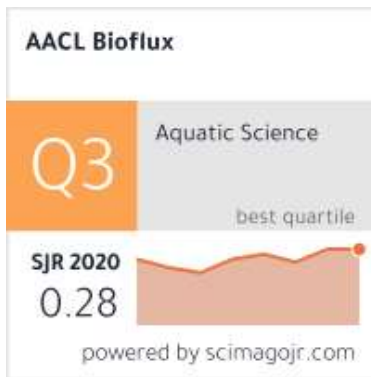 AACL Bioflux
Q3
Aquatic Science
best quartile
SJR 2020
0.28
powered by scimagojr.com